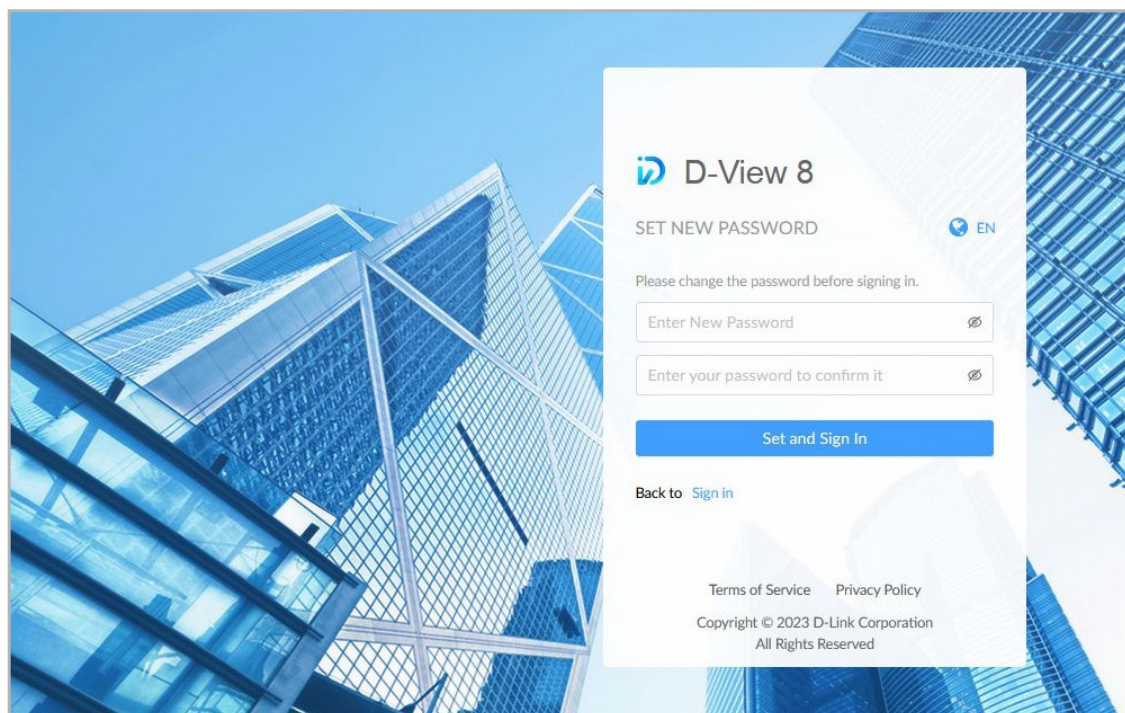 D-View 8
SET NEW PASSWORD EN
Please change the password before signing in.
Enter New Password
Enter your password to confirm it
Set and Sign In
Back to Sign in
Terms of Service Privacy Policy
Copyright © 2023 D-Link Corporation
All Rights Reserved